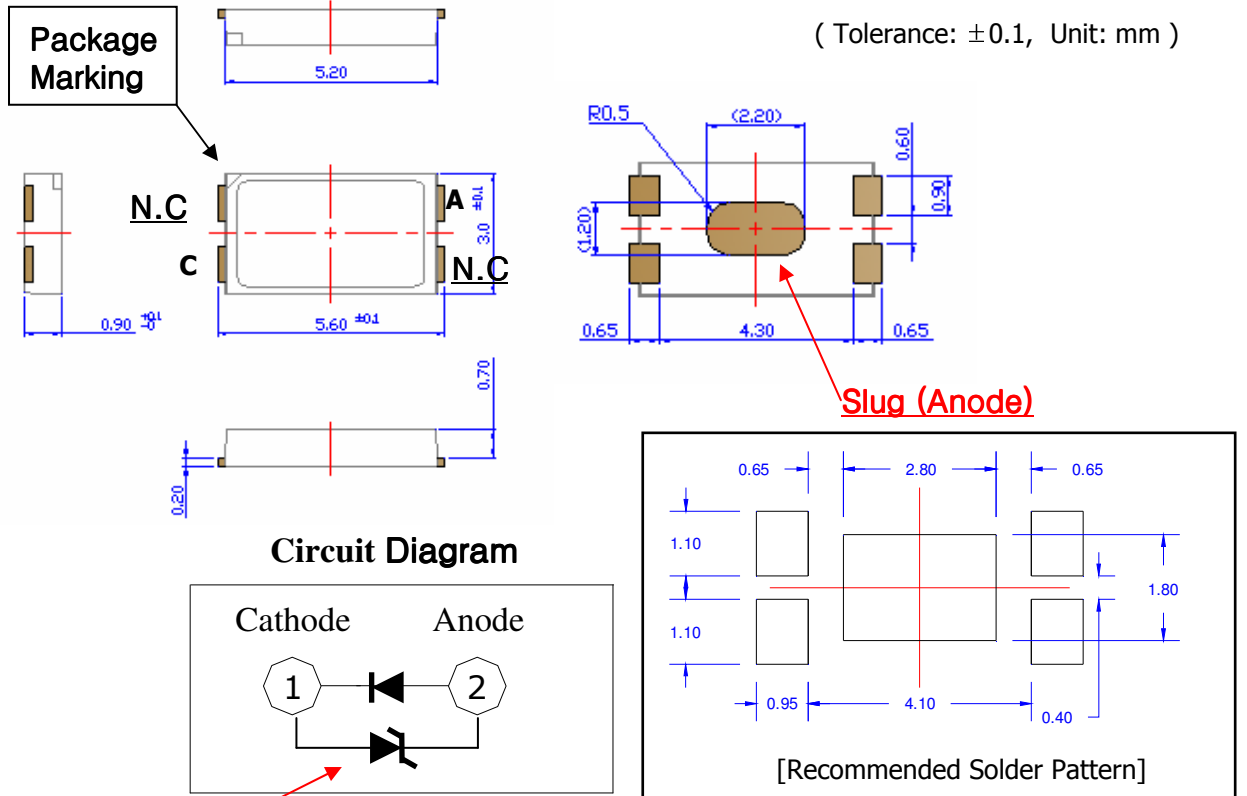 Package
Marking
( Tolerance: ±0.1, Unit: mm )
5.20
R0.5
(2.20)
0.60
0.90
(1.20)
N.C
A
±0.1
3.0
C
N.C
0.90 +0.1 -0
5.60 ±0.1
0.65
4.30
0.65
0.70
0.20
Slug (Anode)
0.65
2.80
0.65
1.10
1.80
1.10
0.95
4.10
0.40
[Recommended Solder Pattern]
Circuit Diagram
Cathode
Anode
1
2